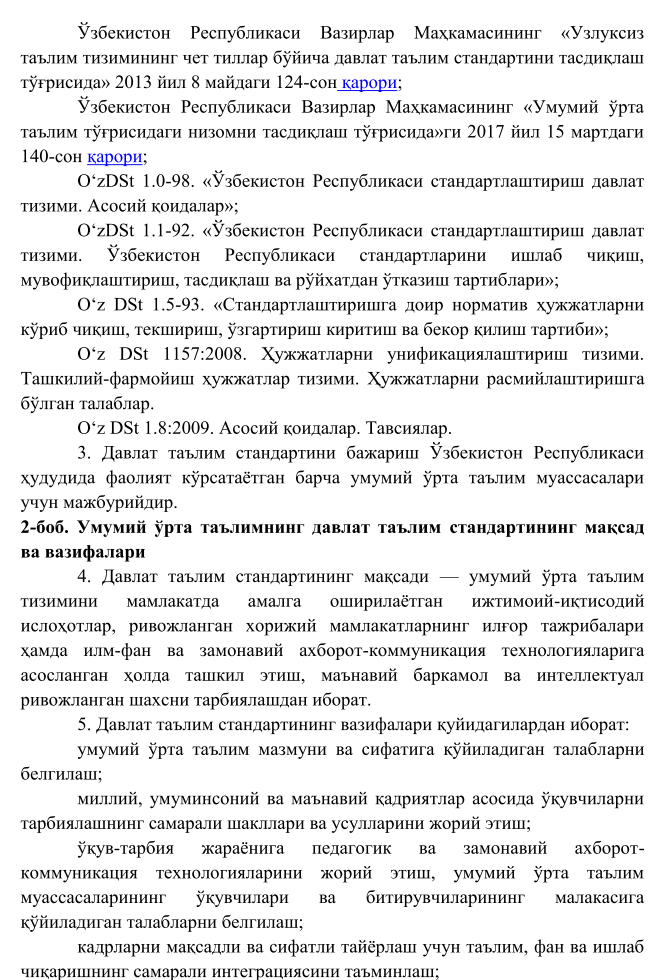 Ўзбекистон Республикаси Вазирлар Маҳкамасининг «Узлуксиз
таълим тизимининг чет тиллар бўйича давлат таълим стандартини тасдиқлаш
тўғрисида» 2013 йил 8 майдаги 124-сон қарори;
Ўзбекистон Республикаси Вазирлар Маҳкамасининг «Умумий ўрта
таълим тўғрисидаги низомни тасдиқлаш тўғрисида»ги 2017 йил 15 мартдаги
140-сон қарори;
O‘zDSt 1.0-98. «Ўзбекистон Республикаси стандартлаштириш давлат
тизими. Асосий қоидалар»;
O‘zDSt 1.1-92. «Ўзбекистон Республикаси стандартлаштириш давлат
тизими. Ўзбекистон Республикаси стандартларини ишлаб чиқиш,
мувофиқлаштириш, тасдиқлаш ва рўйхатдан ўтказиш тартиблари»;
O‘z DSt 1.5-93. «Стандартлаштиришга доир норматив ҳужжатларни
кўриб чиқиш, текшириш, ўзгартириш киритиш ва бекор қилиш тартиби»;
O‘z DSt 1157:2008. Ҳужжатларни унификациялаштириш тизими.
Ташкилий-фармойиш ҳужжатлар тизими. Ҳужжатларни расмийлаштиришга
бўлган талаблар.
O‘z DSt 1.8:2009. Асосий қоидалар. Тавсиялар.
3. Давлат таълим стандартини бажариш Ўзбекистон Республикаси
ҳудудида фаолият кўрсатаётган барча умумий ўрта таълим муассасалари
учун мажбурийдир.
2-боб. Умумий ўрта таълимнинг давлат таълим стандартининг мақсад
ва вазифалари
4. Давлат таълим стандартининг мақсади — умумий ўрта таълим
тизимини мамлакатда амалга оширилаётган ижтимоий-иқтисодий
ислоҳотлар, ривожланган хорижий мамлакатларнинг илғор тажрибалари
ҳамда илм-фан ва замонавий ахборот-коммуникация технологияларига
асосланган ҳолда ташкил этиш, маънавий баркамол ва интеллектуал
ривожланган шахсни тарбиялашдан иборат.
5. Давлат таълим стандартининг вазифалари қуйидагилардан иборат:
умумий ўрта таълим мазмуни ва сифатига қўйиладиган талабларни
белгилаш;
миллий, умуминсоний ва маънавий қадриятлар асосида ўқувчиларни
тарбиялашнинг самарали шакллари ва усулларини жорий этиш;
ўқув-тарбия жараёнига педагогик ва замонавий ахборот-
коммуникация технологияларини жорий этиш, умумий ўрта таълим
муассасаларининг ўқувчилари ва битирувчиларининг малакасига
қўйиладиган талабларни белгилаш;
кадрларни мақсадли ва сифатли тайёрлаш учун таълим, фан ва ишлаб
чиқаришнинг самарали интеграциясини таъминлаш;